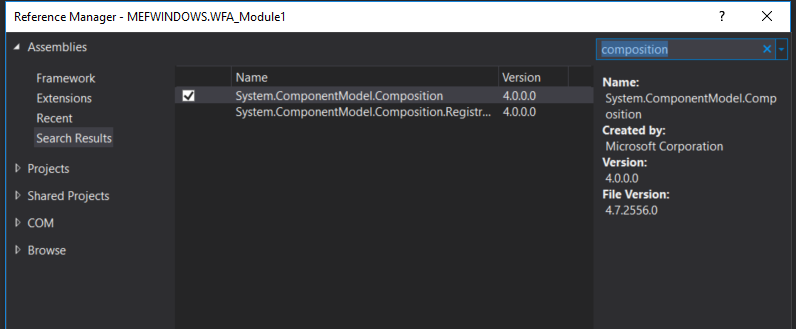 Reference Manager - MEFWINDOWS.WFA_Module1
?
Assemblies
Framework
Extensions
Recent
Search Results
Projects
Shared Projects
COM
Browse
Name Version
System.ComponentModel.Composition 4.0.0.0
System.ComponentModel.Composition.Registr... 4.0.0.0
composition
Name:
System.ComponentModel.Comp
osition
Created by:
Microsoft Corporation
Version:
4.0.0.0
File Version:
4.7.2556.0